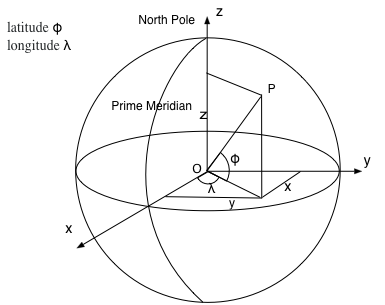 z
North Pole
latitude ϕ
longitude λ
P
Prime Meridian
z
y
O
ϕ
x
λ
y
x